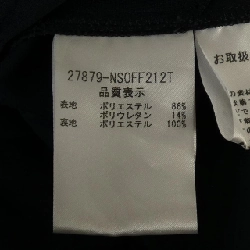 27879-NSOFF212T
品質表示
表地 ポリエステル 86%
ポリウレタン 14%
裏地 ポリエステル 100%
お取扱